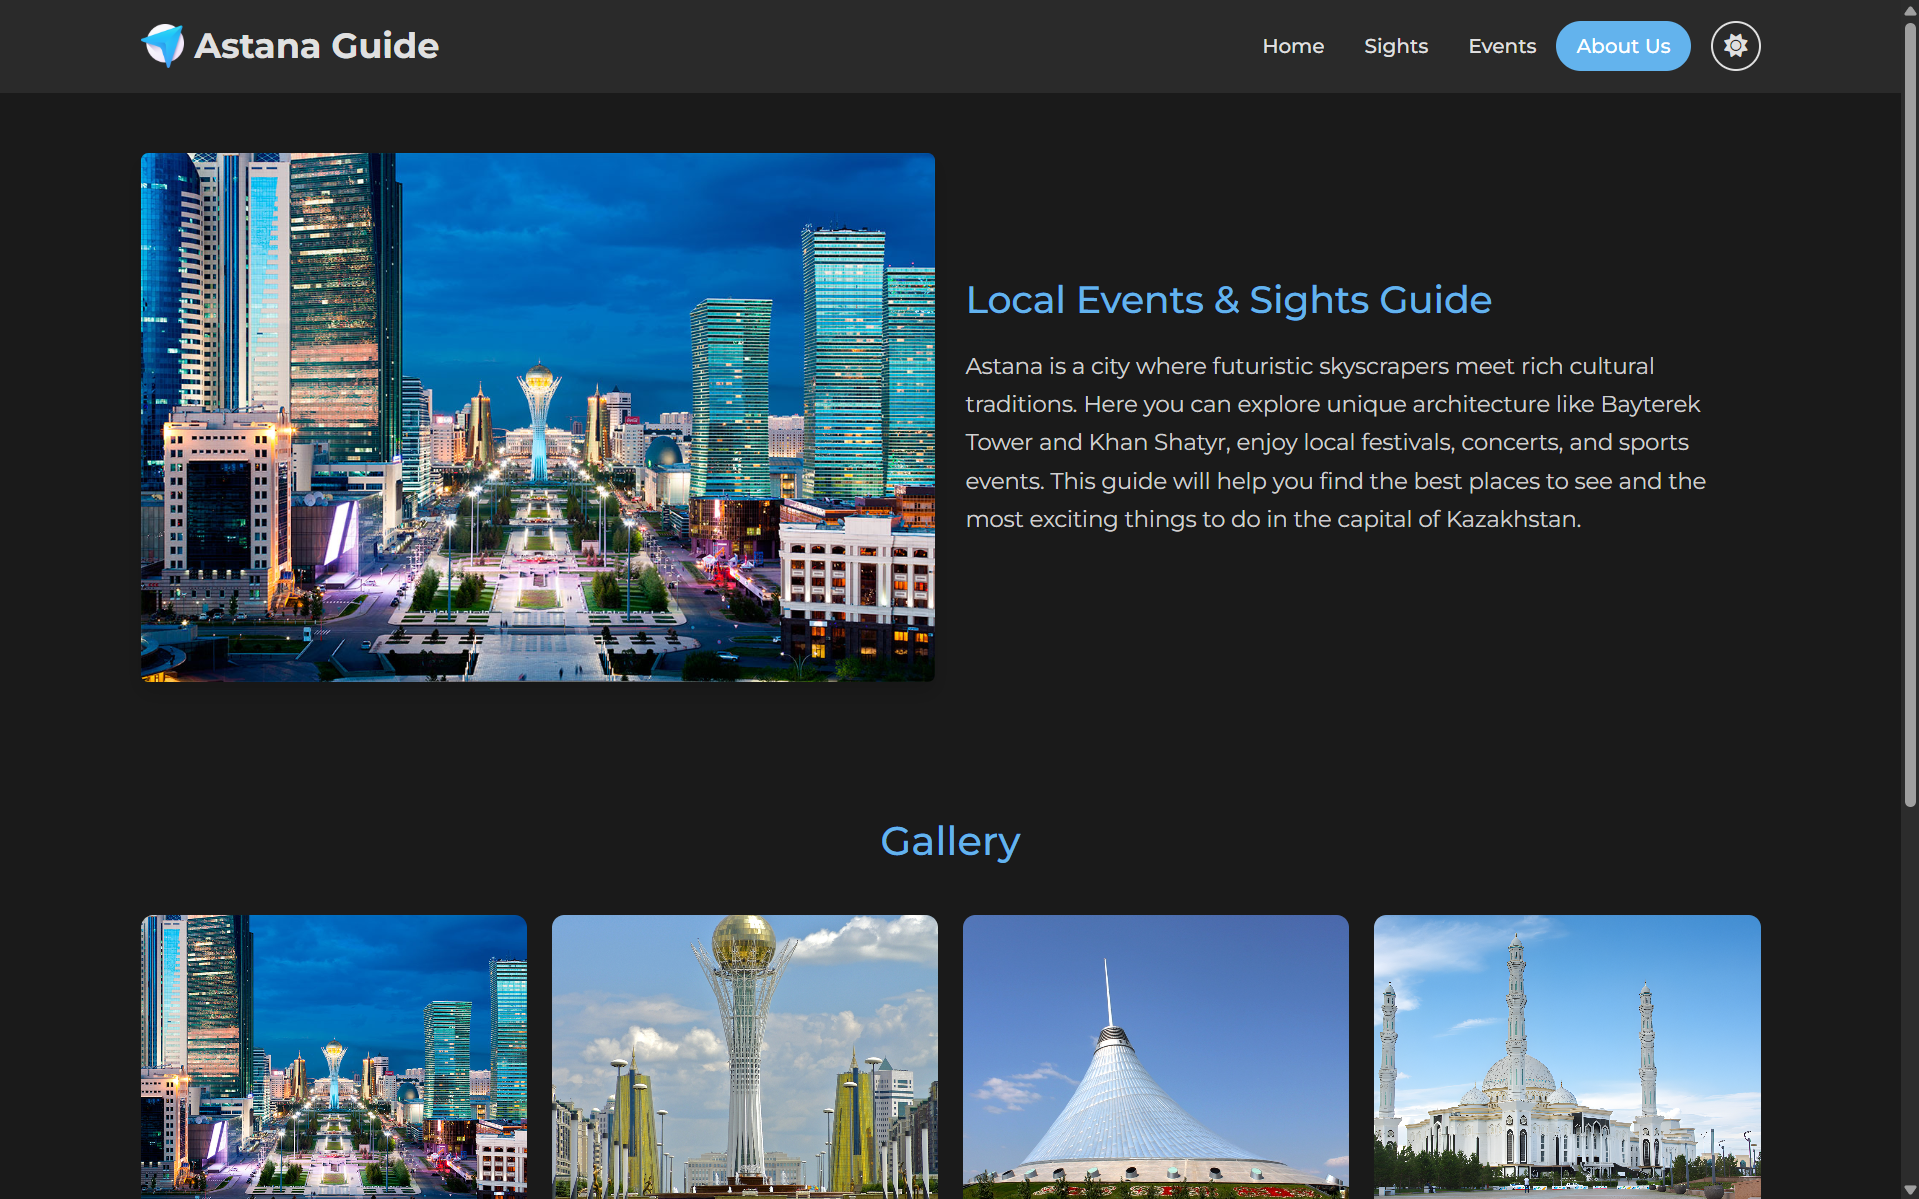 Astana Guide
Home
Sights
Events
About Us
Local Events & Sights Guide
Astana is a city where futuristic skyscrapers meet rich cultural
traditions. Here you can explore unique architecture like Bayterek
Tower and Khan Shatyr, enjoy local festivals, concerts, and sports
events. This guide will help you find the best places to see and the
most exciting things to do in the capital of Kazakhstan.
Gallery